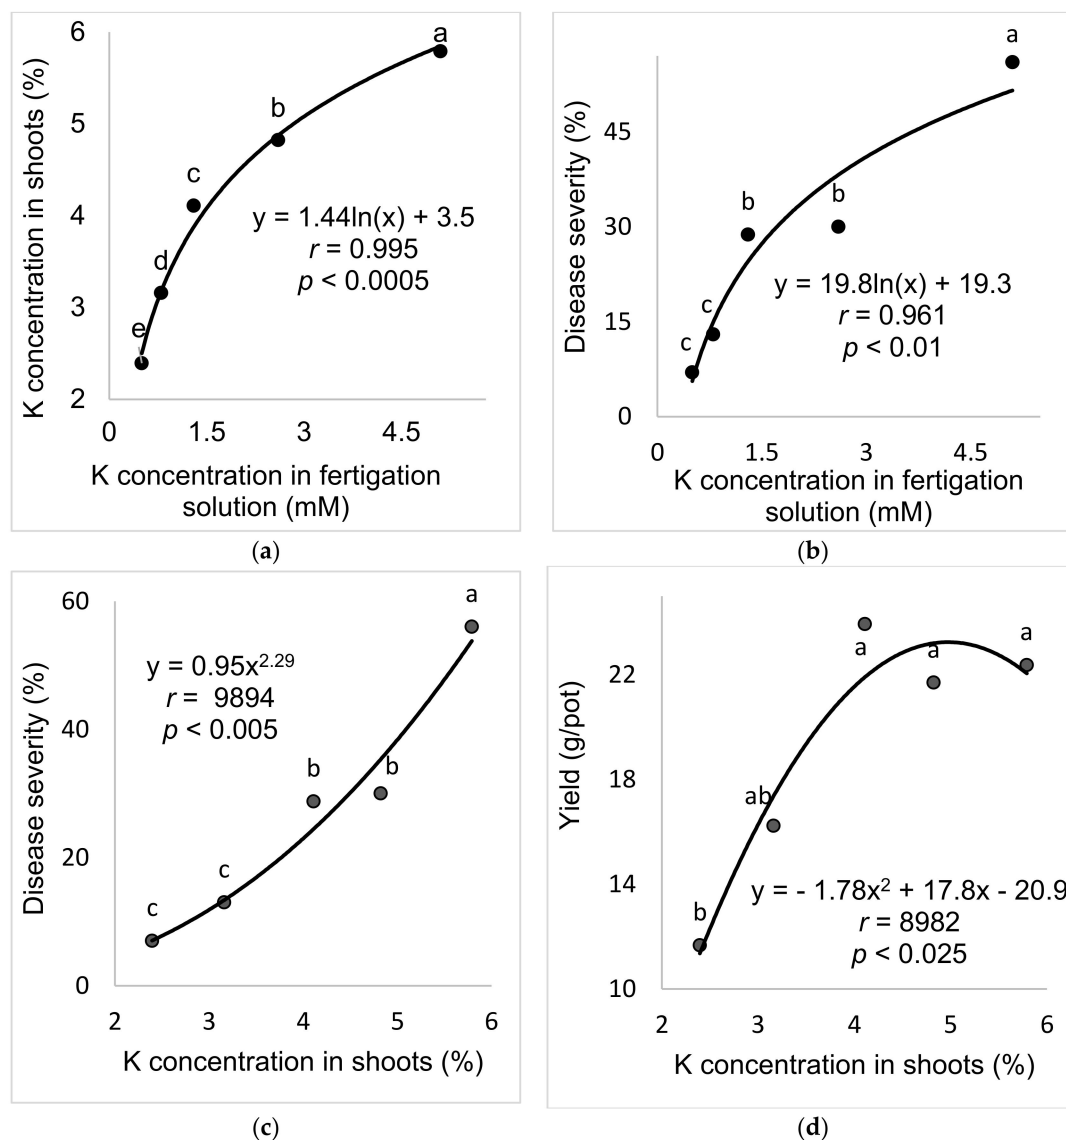 6
5
4
3
2
K concentration in shoots (%)
a
b
c
d
e
y = 1.44ln(x) + 3.5
r = 0.995
p < 0.0005
0 1.5 3 4.5
K concentration in fertigation
solution (mM)
(a)
45
30
15
0
Disease severity (%)
a
b
b
c
c
y = 19.8ln(x) + 19.3
r = 0.961
p < 0.01
0 1.5 3 4.5
K concentration in fertigation
solution (mM)
(b)
60
40
20
0
Disease severity (%)
a
y = 0.95x^2.29
r = 9894
p < 0.005
b
b
c
c
2 3 4 5 6
K concentration in shoots (%)
(c)
22
18
14
10
Yield (g/pot)
a
a
a
ab
b
y = - 1.78x² + 17.8x - 20.9
r = 8982
p < 0.025
2 3 4 5 6
K concentration in shoots (%)
(d)